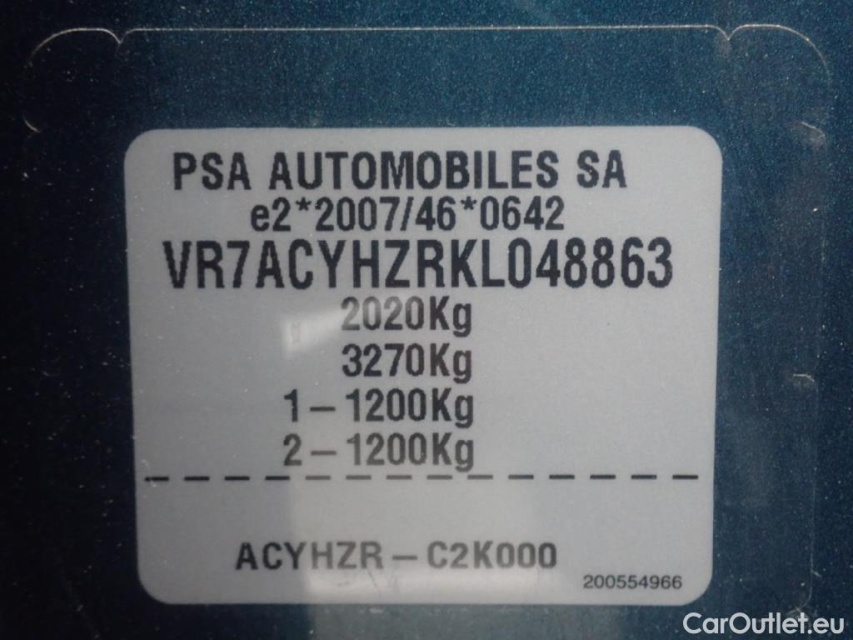 PSA AUTOMOBILES SA
e2*2007/46*0642
VR7ACYHZRKL048863
2020Kg
3270Kg
1-1200Kg
2-1200Kg
ACYHZR-C2K000
200554966
CarOutlet.eu